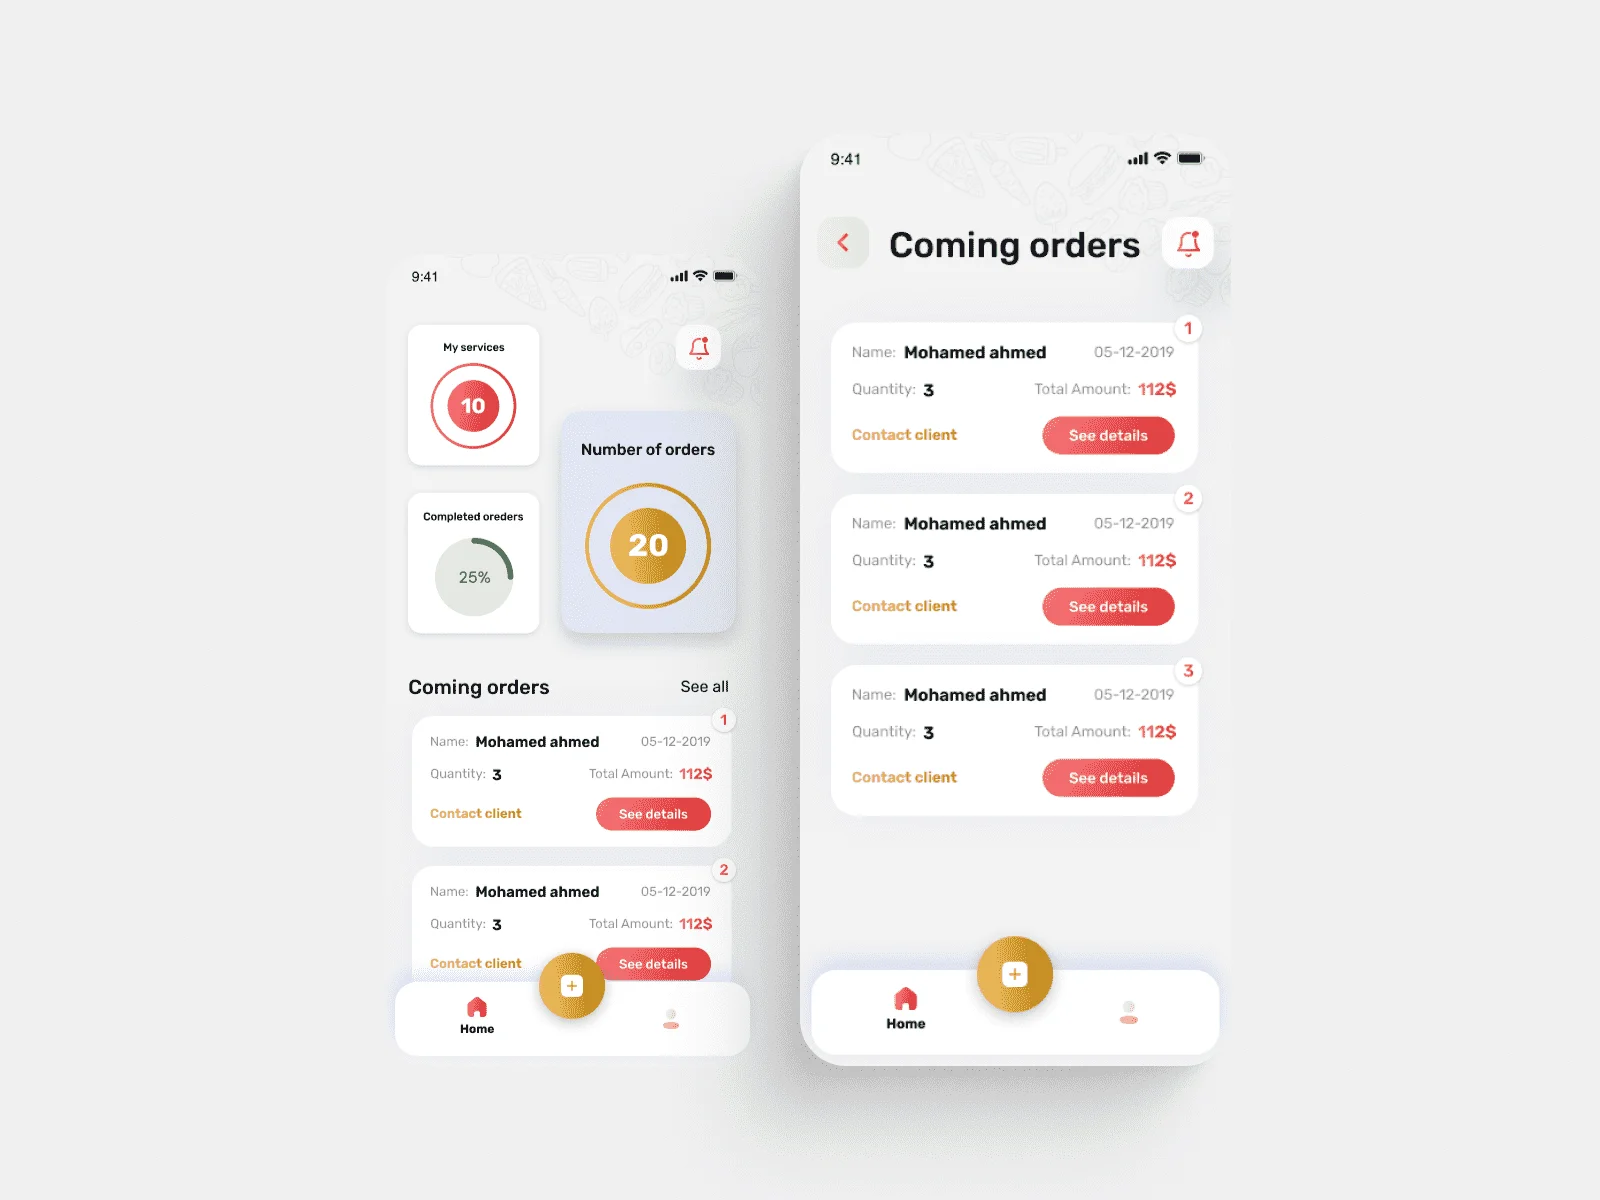 9:41
My services
10
Number of orders
20
Completed oreders
25%
Coming orders See all
1
Name: Mohamed ahmed 05-12-2019
Quantity: 3 Total Amount: 112$
Contact client See details
2
Name: Mohamed ahmed 05-12-2019
Quantity: 3 Total Amount: 112$
Contact client See details
Home
9:41
Coming orders
1
Name: Mohamed ahmed 05-12-2019
Quantity: 3 Total Amount: 112$
Contact client See details
2
Name: Mohamed ahmed 05-12-2019
Quantity: 3 Total Amount: 112$
Contact client See details
3
Name: Mohamed ahmed 05-12-2019
Quantity: 3 Total Amount: 112$
Contact client See details
Home